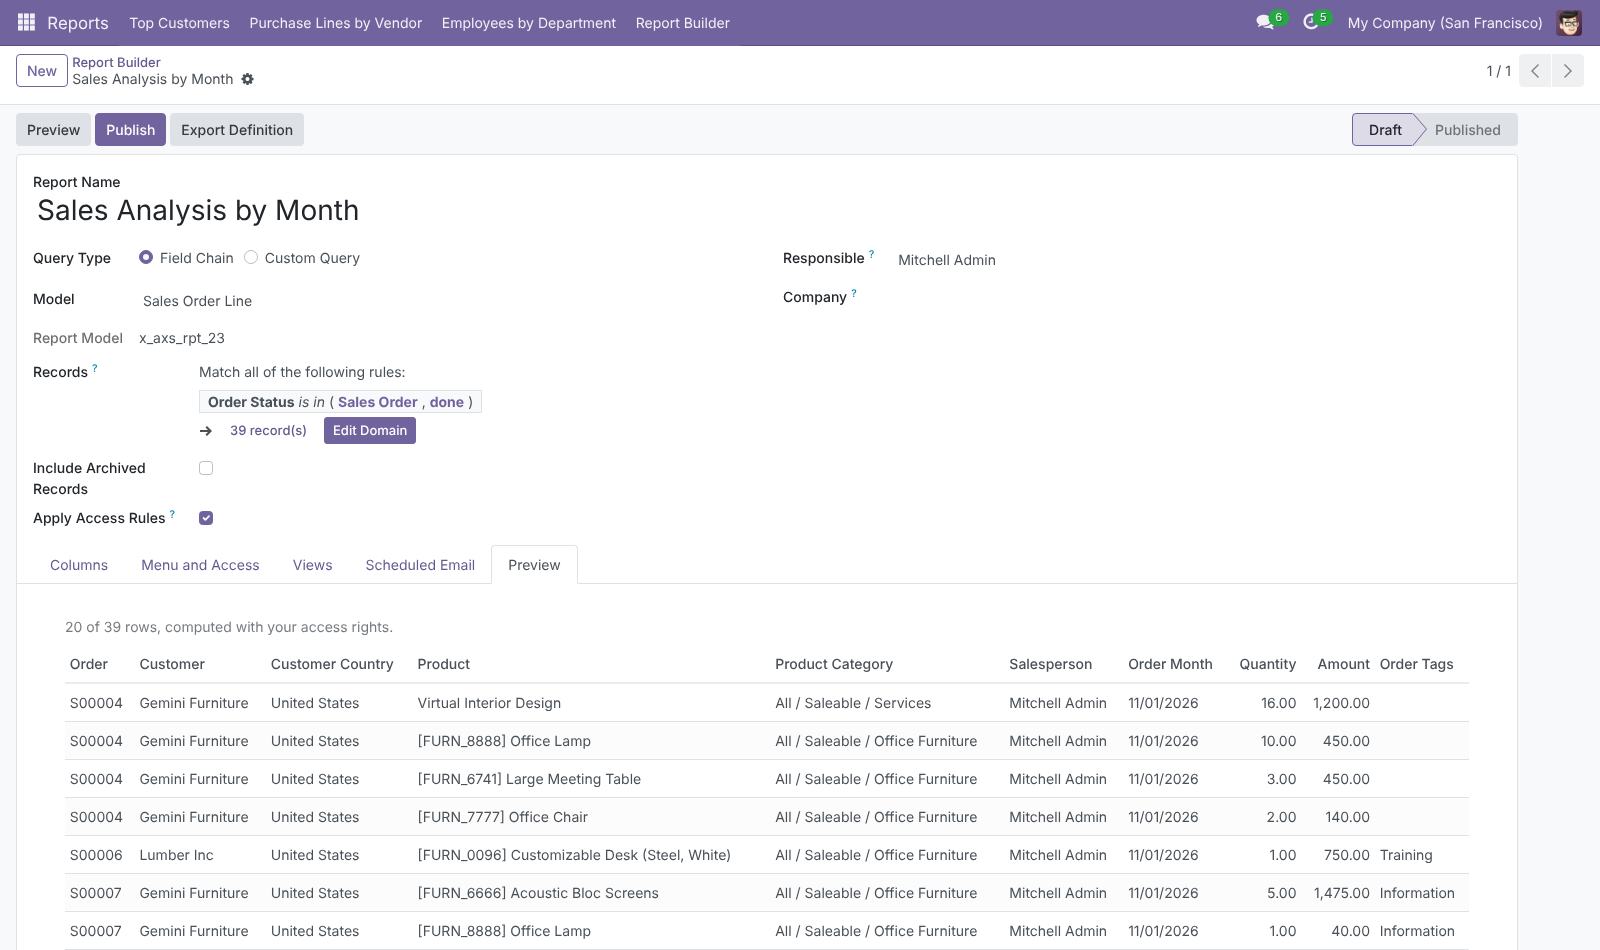 Reports Top Customers Purchase Lines by Vendor Employees by Department Report Builder 6 5 My Company (San Francisco)
New Report Builder
Sales Analysis by Month 1 / 1
Preview Publish Export Definition Draft Published
Report Name
Sales Analysis by Month
Query Type Field Chain Custom Query Responsible ? Mitchell Admin
Model Sales Order Line Company ?
Report Model x_axs_rpt_23
Records ? Match all of the following rules:
Order Status is in ( Sales Order , done )
39 record(s) Edit Domain
Include Archived
Records
Apply Access Rules ?
Columns Menu and Access Views Scheduled Email Preview
20 of 39 rows, computed with your access rights.
Order Customer Customer Country Product Product Category Salesperson Order Month Quantity Amount Order Tags
S00004 Gemini Furniture United States Virtual Interior Design All / Saleable / Services Mitchell Admin 11/01/2026 16.00 1,200.00
S00004 Gemini Furniture United States [FURN_8888] Office Lamp All / Saleable / Office Furniture Mitchell Admin 11/01/2026 10.00 450.00
S00004 Gemini Furniture United States [FURN_6741] Large Meeting Table All / Saleable / Office Furniture Mitchell Admin 11/01/2026 3.00 450.00
S00004 Gemini Furniture United States [FURN_7777] Office Chair All / Saleable / Office Furniture Mitchell Admin 11/01/2026 2.00 140.00
S00006 Lumber Inc United States [FURN_0096] Customizable Desk (Steel, White) All / Saleable / Office Furniture Mitchell Admin 11/01/2026 1.00 750.00 Training
S00007 Gemini Furniture United States [FURN_6666] Acoustic Bloc Screens All / Saleable / Office Furniture Mitchell Admin 11/01/2026 5.00 1,475.00 Information
S00007 Gemini Furniture United States [FURN_8888] Office Lamp All / Saleable / Office Furniture Mitchell Admin 11/01/2026 1.00 40.00 Information